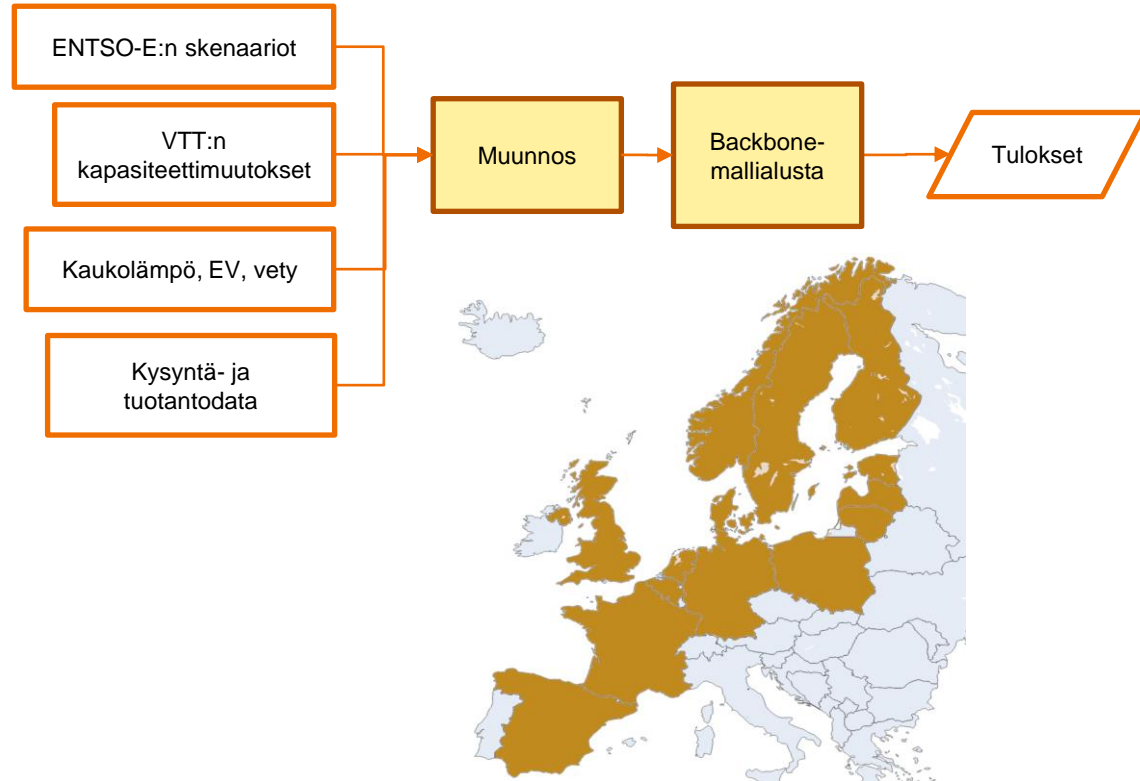 ENTSO-E:n skenaariot
VTT:n
kapasiteettimuutokset
Kaukolämpö, EV, vety
Kysyntä- ja
tuotantodata
Muunnos
Backbone-
mallialusta
Tulokset